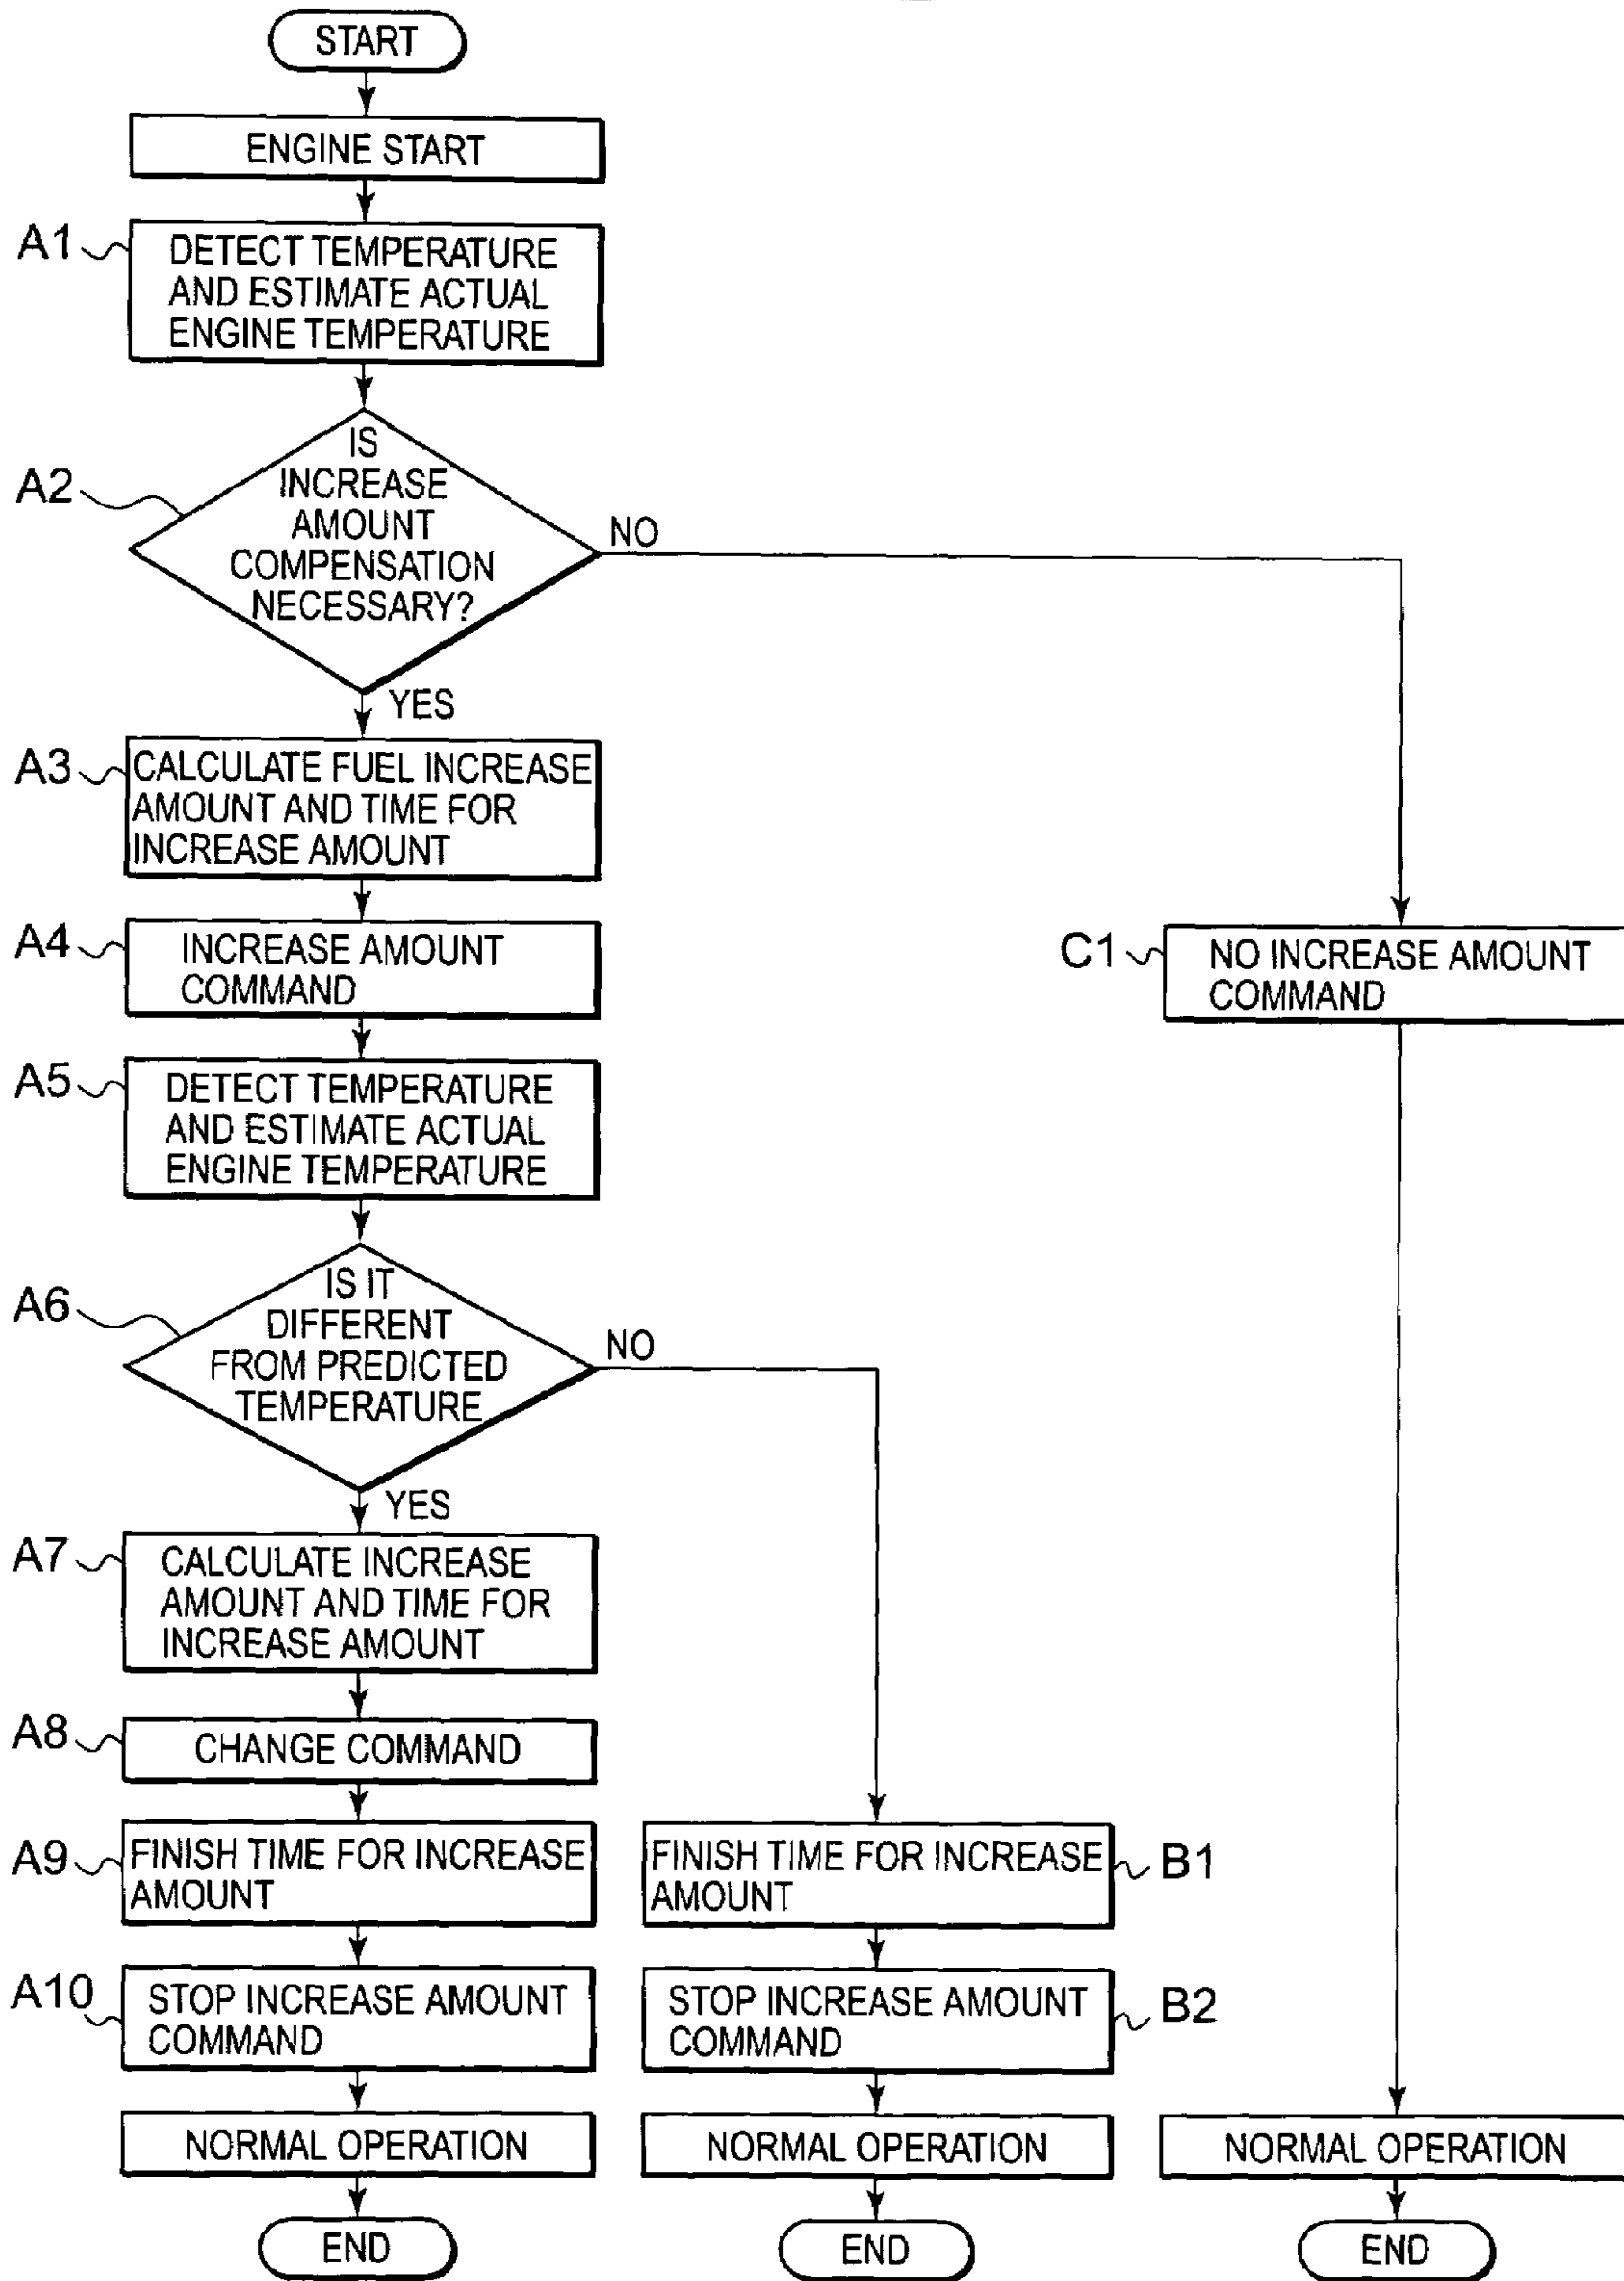 START
ENGINE START
A1
DETECT TEMPERATURE
AND ESTIMATE ACTUAL
ENGINE TEMPERATURE
A2
IS
INCREASE
AMOUNT
COMPENSATION
NECESSARY?
NO
YES
A3
CALCULATE FUEL INCREASE
AMOUNT AND TIME FOR
INCREASE AMOUNT
A4
INCREASE AMOUNT
COMMAND
C1
NO INCREASE AMOUNT
COMMAND
A5
DETECT TEMPERATURE
AND ESTIMATE ACTUAL
ENGINE TEMPERATURE
A6
IS IT
DIFFERENT
FROM PREDICTED
TEMPERATURE
NO
YES
A7
CALCULATE INCREASE
AMOUNT AND TIME FOR
INCREASE AMOUNT
A8
CHANGE COMMAND
A9
FINISH TIME FOR INCREASE
AMOUNT
FINISH TIME FOR INCREASE
AMOUNT
B1
A10
STOP INCREASE AMOUNT
COMMAND
STOP INCREASE AMOUNT
COMMAND
B2
NORMAL OPERATION
NORMAL OPERATION
NORMAL OPERATION
END
END
END